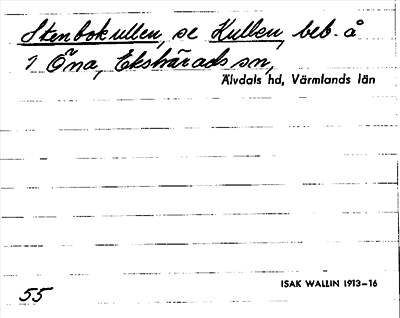 Stenbokullen, se Kullen, beb. å
1 Öna, Ekshärads sn,
Älvdals hd, Värmlands län
ISAK WALLIN 1913-16
55